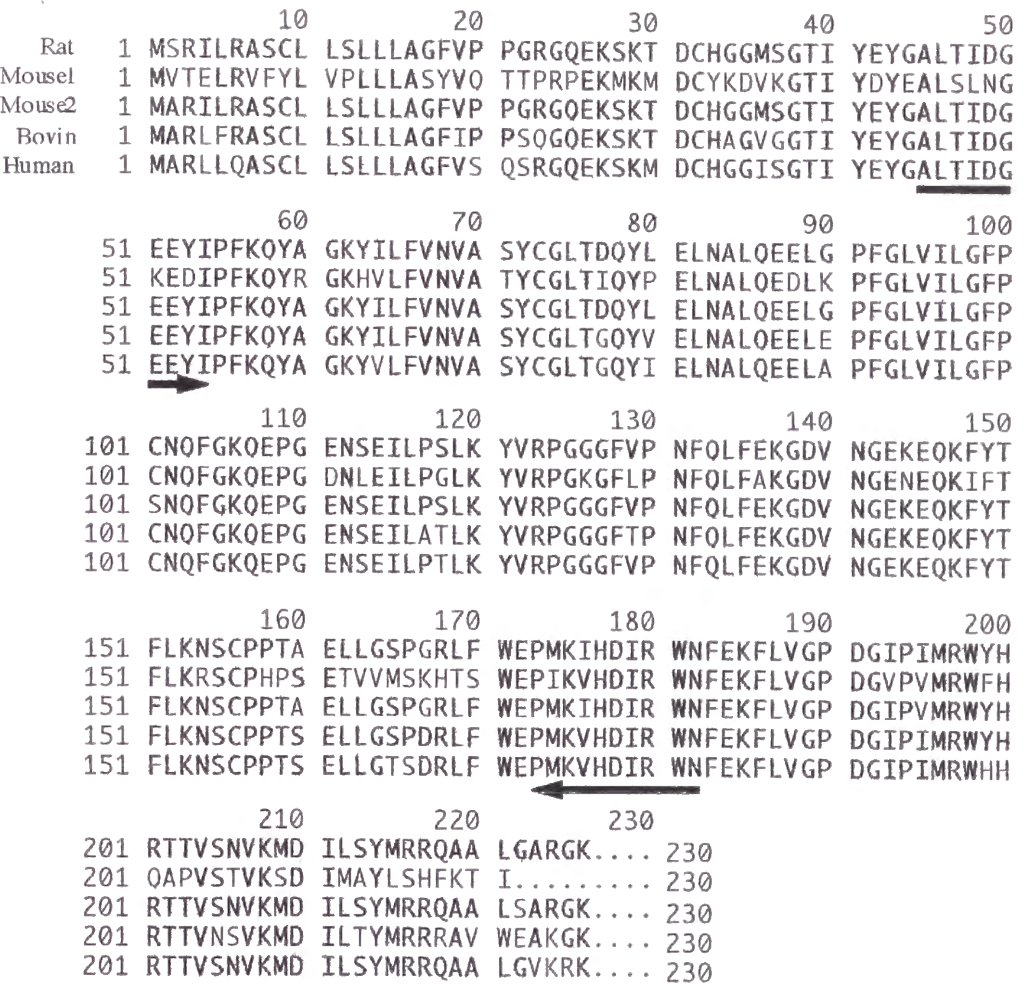 10 20 30 40 50
Rat 1 MSRILRASCL LSLLLAGFVP PGRGQEKSKT DCHGGMSGTI YEYGALTIDG
Mouse1 1 MVTELRVFYL VPLLLASYVQ TTPRPEKMKM DCYKDVKGTI YDYEALSLNG
Mouse2 1 MARILRASCL LSLLLAGFVP PGRGQEKSKT DCHGGMSGTI YEYGALTIDG
Bovin 1 MARLFRASCL LSLLLAGFIP PSQGQEKSKT DCHAGVGGTI YEYGALTIDG
Human 1 MARLLQASCL LSLLLAGFVS QSRGQEKSKM DCHGGISGTI YEYGALTIDG
60 70 80 90 100
51 EEYIPFKQYA GKYILFVNVA SYCGLTDQYL ELNALQEELG PFGLVILGFP
51 KEDIPFKQYR GKHVLFVNVA TYCGLTIQYP ELNALQEDLK PFGLVILGFP
51 EEYIPFKQYA GKYILFVNVA SYCGLTDQYL ELNALQEELG PFGLVILGFP
51 EEYIPFKQYA GKYILFVNVA SYCGLTGQYV ELNALQEELE PFGLVILGFP
51 EEYIPFKQYA GKYVLFVNVA SYCGLTGQYI ELNALQEELA PFGLVILGFP
110 120 130 140 150
101 CNQFGKQEPG ENSEILPSLK YVRPGGGFVP NFQLFEKGDV NGEKEQKFYT
101 CNQFGKQEPG DNLEILPGLK YVRPGKGFLP NFQLFAKGDV NGENEQKIFT
101 SNQFGKQEPG ENSEILPSLK YVRPGGGFVP NFQLFEKGDV NGEKEQKFYT
101 CNQFGKQEPG ENSEILATLK YVRPGGGFTP NFQLFEKGDV NGEKEQKFYT
101 CNQFGKQEPG ENSEILPTLK YVRPGGGFVP NFQLFEKGDV NGEKEQKFYT
160 170 180 190 200
151 FLKNSCPPTA ELLGSPGRLF WEPMKIHDIR WNFEKFLVGP DGIPIMRWYH
151 FLKRSCPHPS ETVVMSKHTS WEPIKVHDIR WNFEKFLVGP DGVPVMRWFH
151 FLKNSCPPTA ELLGSPGRLF WEPMKIHDIR WNFEKFLVGP DGIPVMRWYH
151 FLKNSCPPTS ELLGSPDRLF WEPMKVHDIR WNFEKFLVGP DGIPIMRWYH
151 FLKNSCPPTS ELLGTSDRLF WEPMKVHDIR WNFEKFLVGP DGIPIMRWHH
210 220 230
201 RTTVSNVKMD ILSYMRRQAA LGARGK.... 230
201 QAPVSTVKSD IMAYLSHFKT I......... 230
201 RTTVSNVKMD ILSYMRRQAA LSARGK.... 230
201 RTTVNSVKMD ILTYMRRRAV WEAKGK.... 230
201 RTTVSNVKMD ILSYMRRQAA LGVKRK.... 230